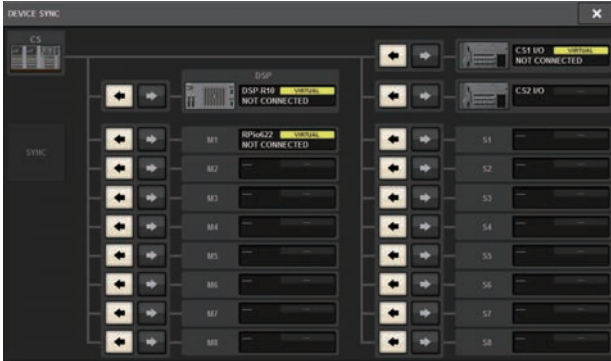 DEVICE SYNC
CS
CS1 I/O VIRTUAL
NOT CONNECTED
DSP
DSP-R10 VIRTUAL
NOT CONNECTED
CS2 I/O
SYNC
M1 RPio622 VIRTUAL
NOT CONNECTED
S1
M2 S2
M3 S3
M4 S4
M5 S5
M6 S6
M7 S7
M8 S8